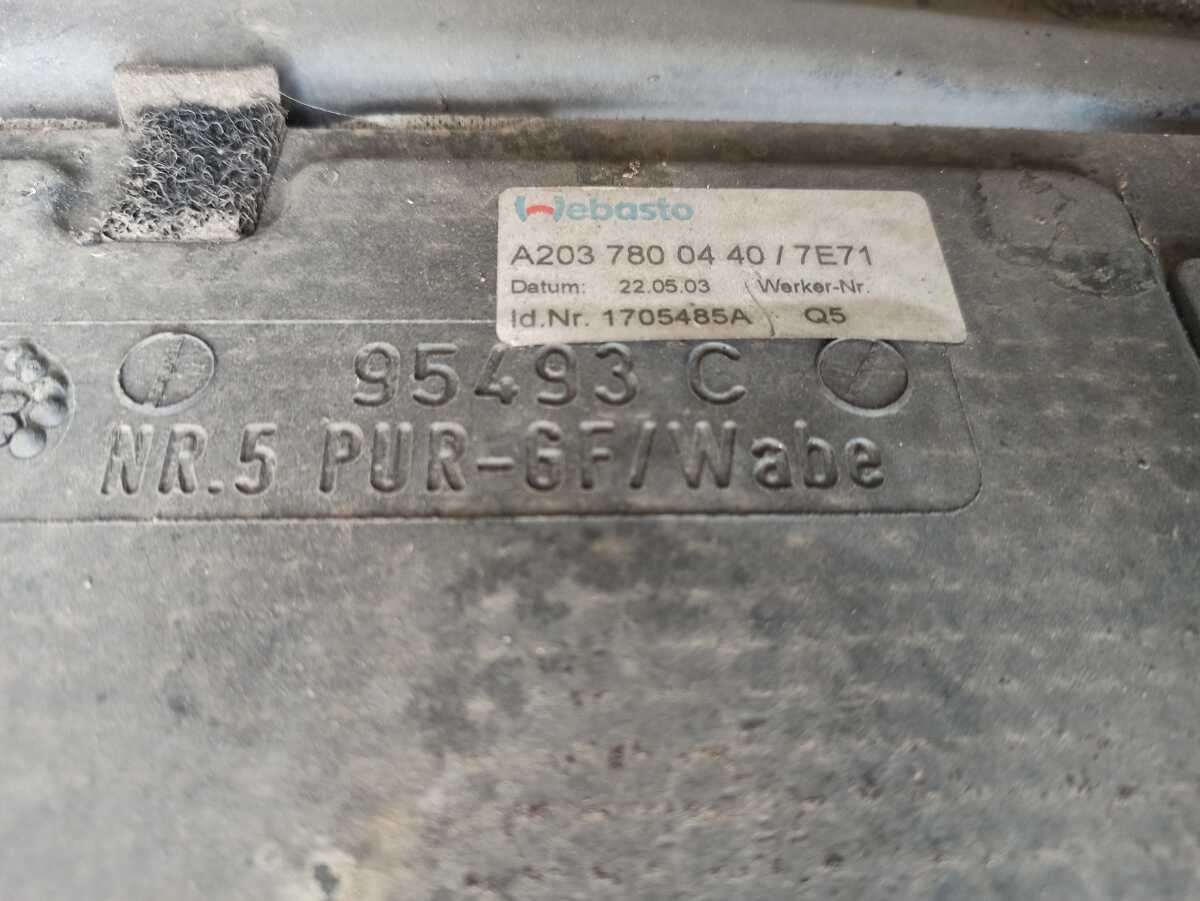 Webasto
A203 780 04 40 / 7E71
Datum: 22.05.03 Werker-Nr.
Id.Nr. 1705485A Q5
95493 C
NR.5 PUR-GF/Wabe